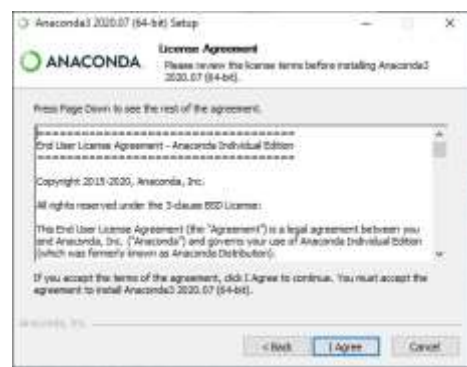 Anaconda3 2020.07 (64-bit) Setup
ANACONDA
License Agreement
Please review the license terms before installing Anaconda3
2020.07 (64-bit).
Press Page Down to see the rest of the agreement.
==================================
End User License Agreement - Anaconda Individual Edition
==================================
Copyright 2015-2020, Anaconda, Inc.
All rights reserved under the 3-clause BSD License:
This End User License Agreement (the "Agreement") is a legal agreement between you
and Anaconda, Inc. ("Anaconda") and governs your use of Anaconda Individual Edition
(which was formerly known as Anaconda Distribution).
If you accept the terms of the agreement, click I Agree to continue. You must accept the
agreement to install Anaconda3 2020.07 (64-bit).
Anaconda, Inc.
< Back
I Agree
Cancel